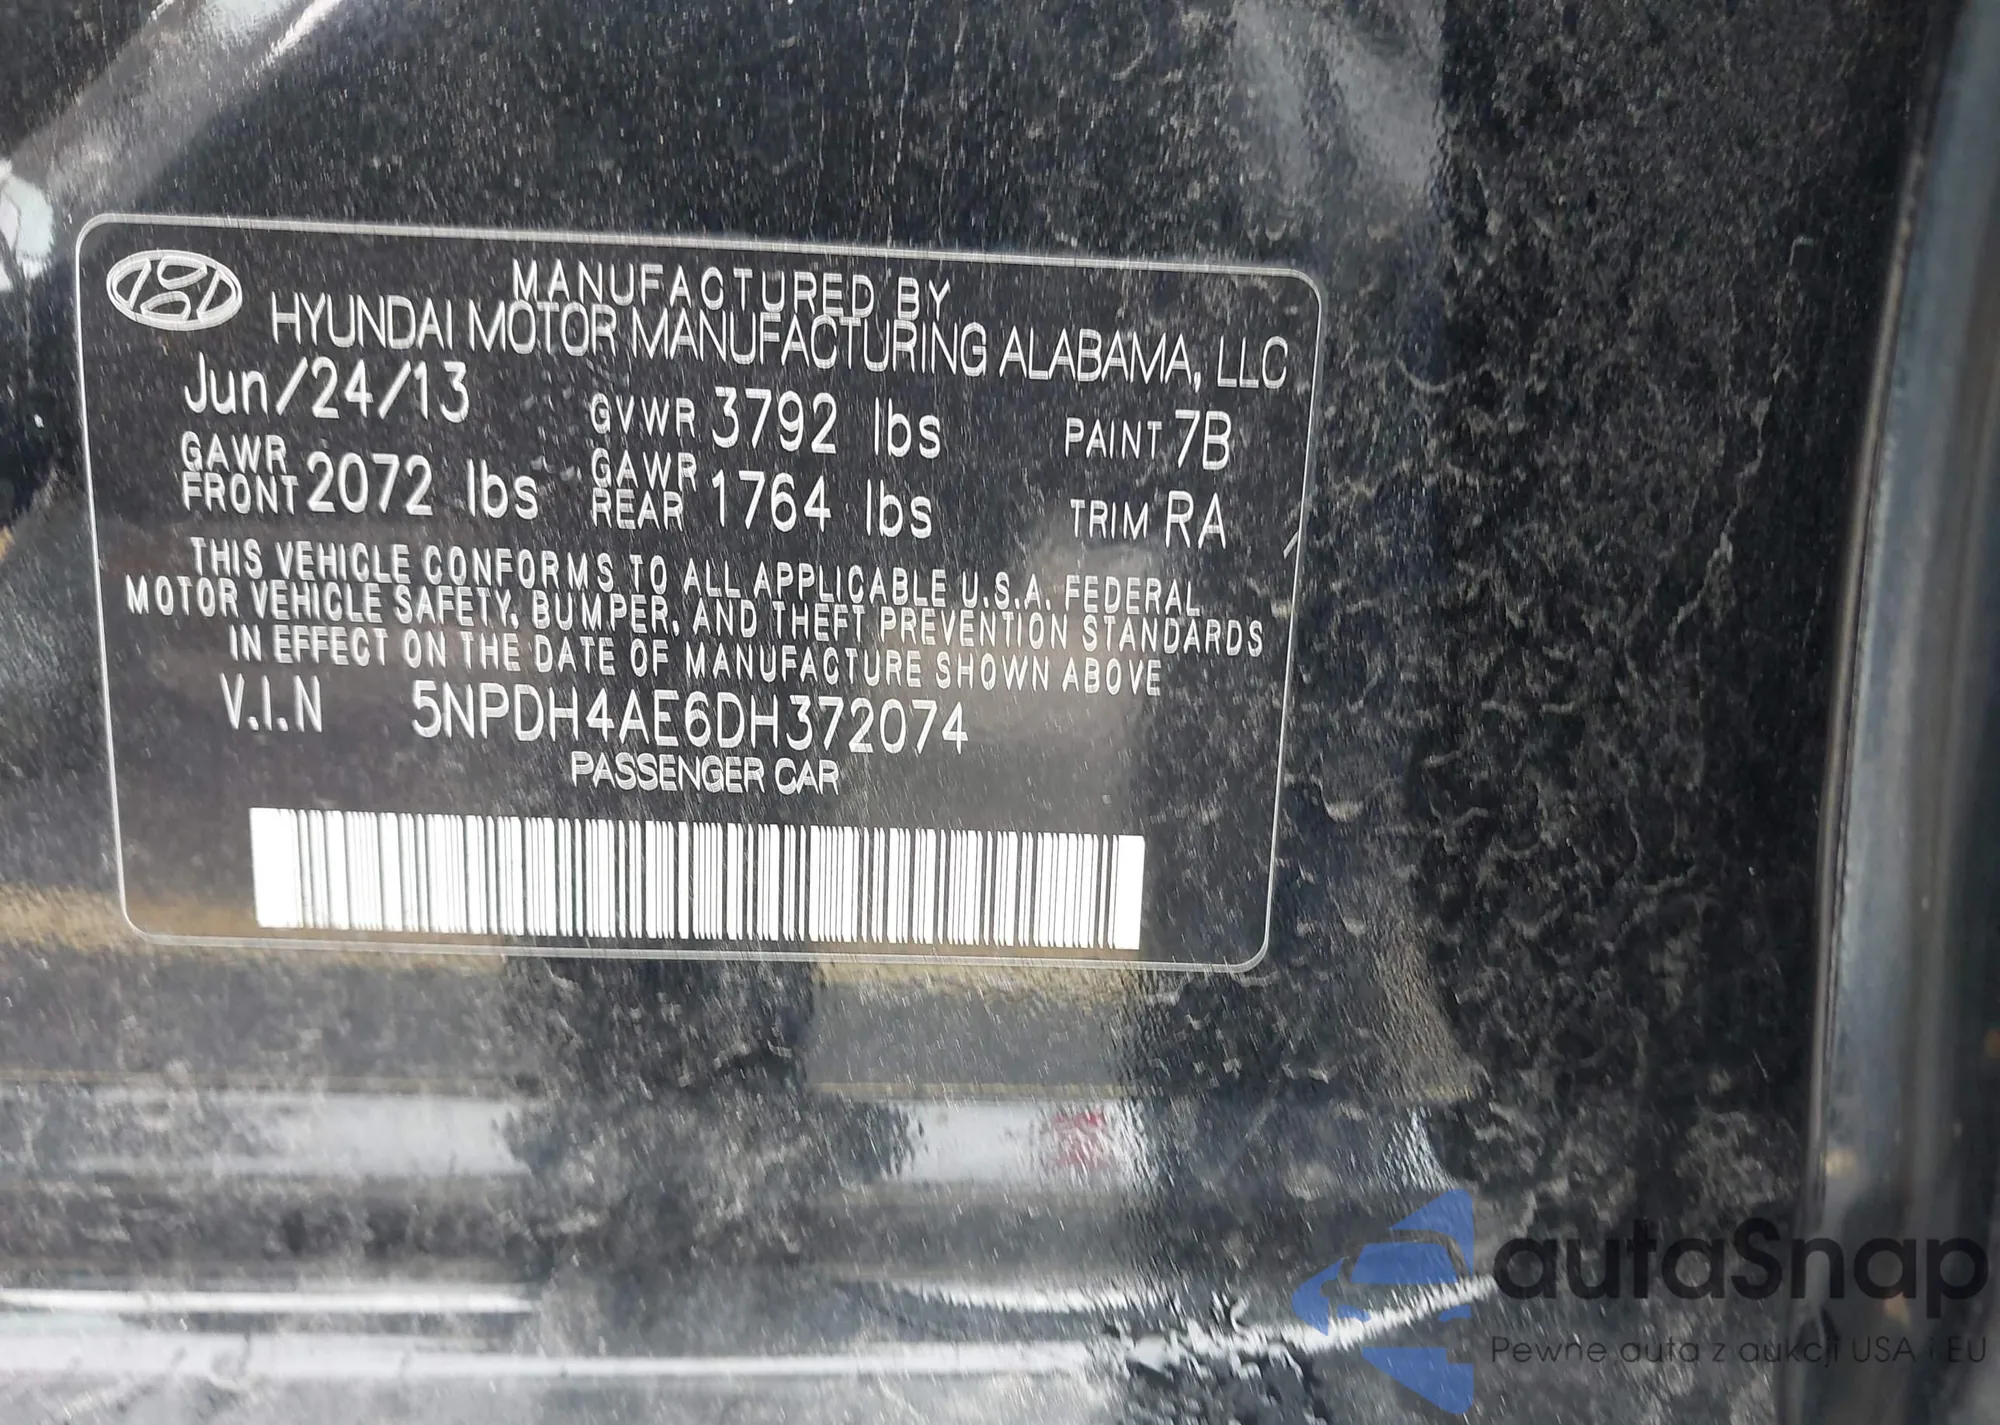 MANUFACTURED BY
HYUNDAI MOTOR MANUFACTURING ALABAMA, LLC
Jun/24/13 GVWR 3792 lbs PAINT 7B
GAWR FRONT 2072 lbs GAWR REAR 1764 lbs TRIM RA
THIS VEHICLE CONFORMS TO ALL APPLICABLE U.S.A. FEDERAL
MOTOR VEHICLE SAFETY, BUMPER, AND THEFT PREVENTION STANDARDS
IN EFFECT ON THE DATE OF MANUFACTURE SHOWN ABOVE
V.I.N 5NPDH4AE6DH372074
PASSENGER CAR
autaSnap
Pewne auta z aukcji USA i EU